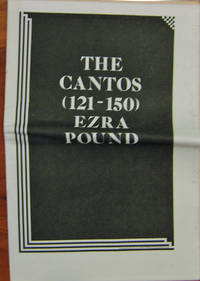 THE
CANTOS
(121-150)
EZRA
POUND